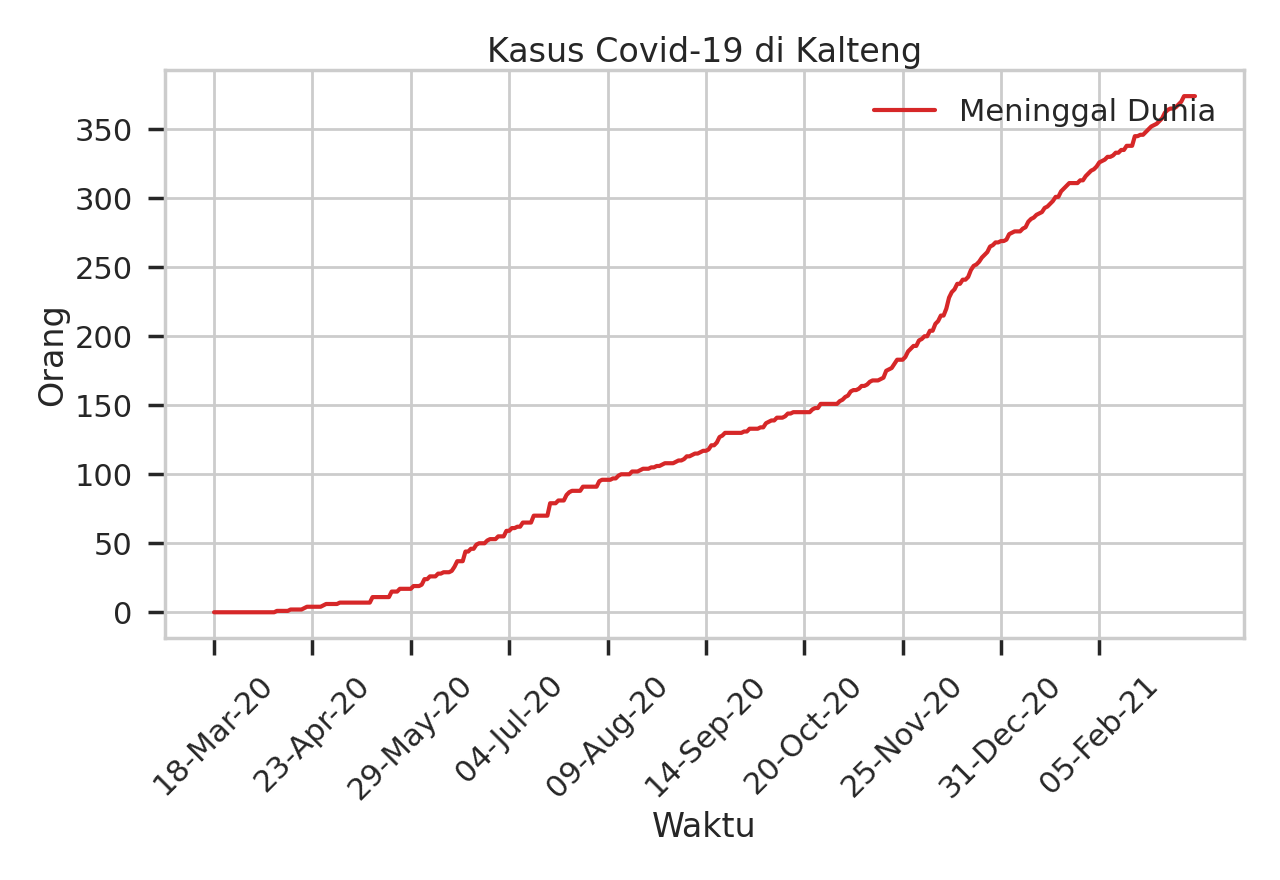 Kasus Covid-19 di Kalteng
Meninggal Dunia
350
300
250
200
150
100
50
0
Orang
18-Mar-20
23-Apr-20
29-May-20
04-Jul-20
09-Aug-20
14-Sep-20
20-Oct-20
25-Nov-20
31-Dec-20
05-Feb-21
Waktu